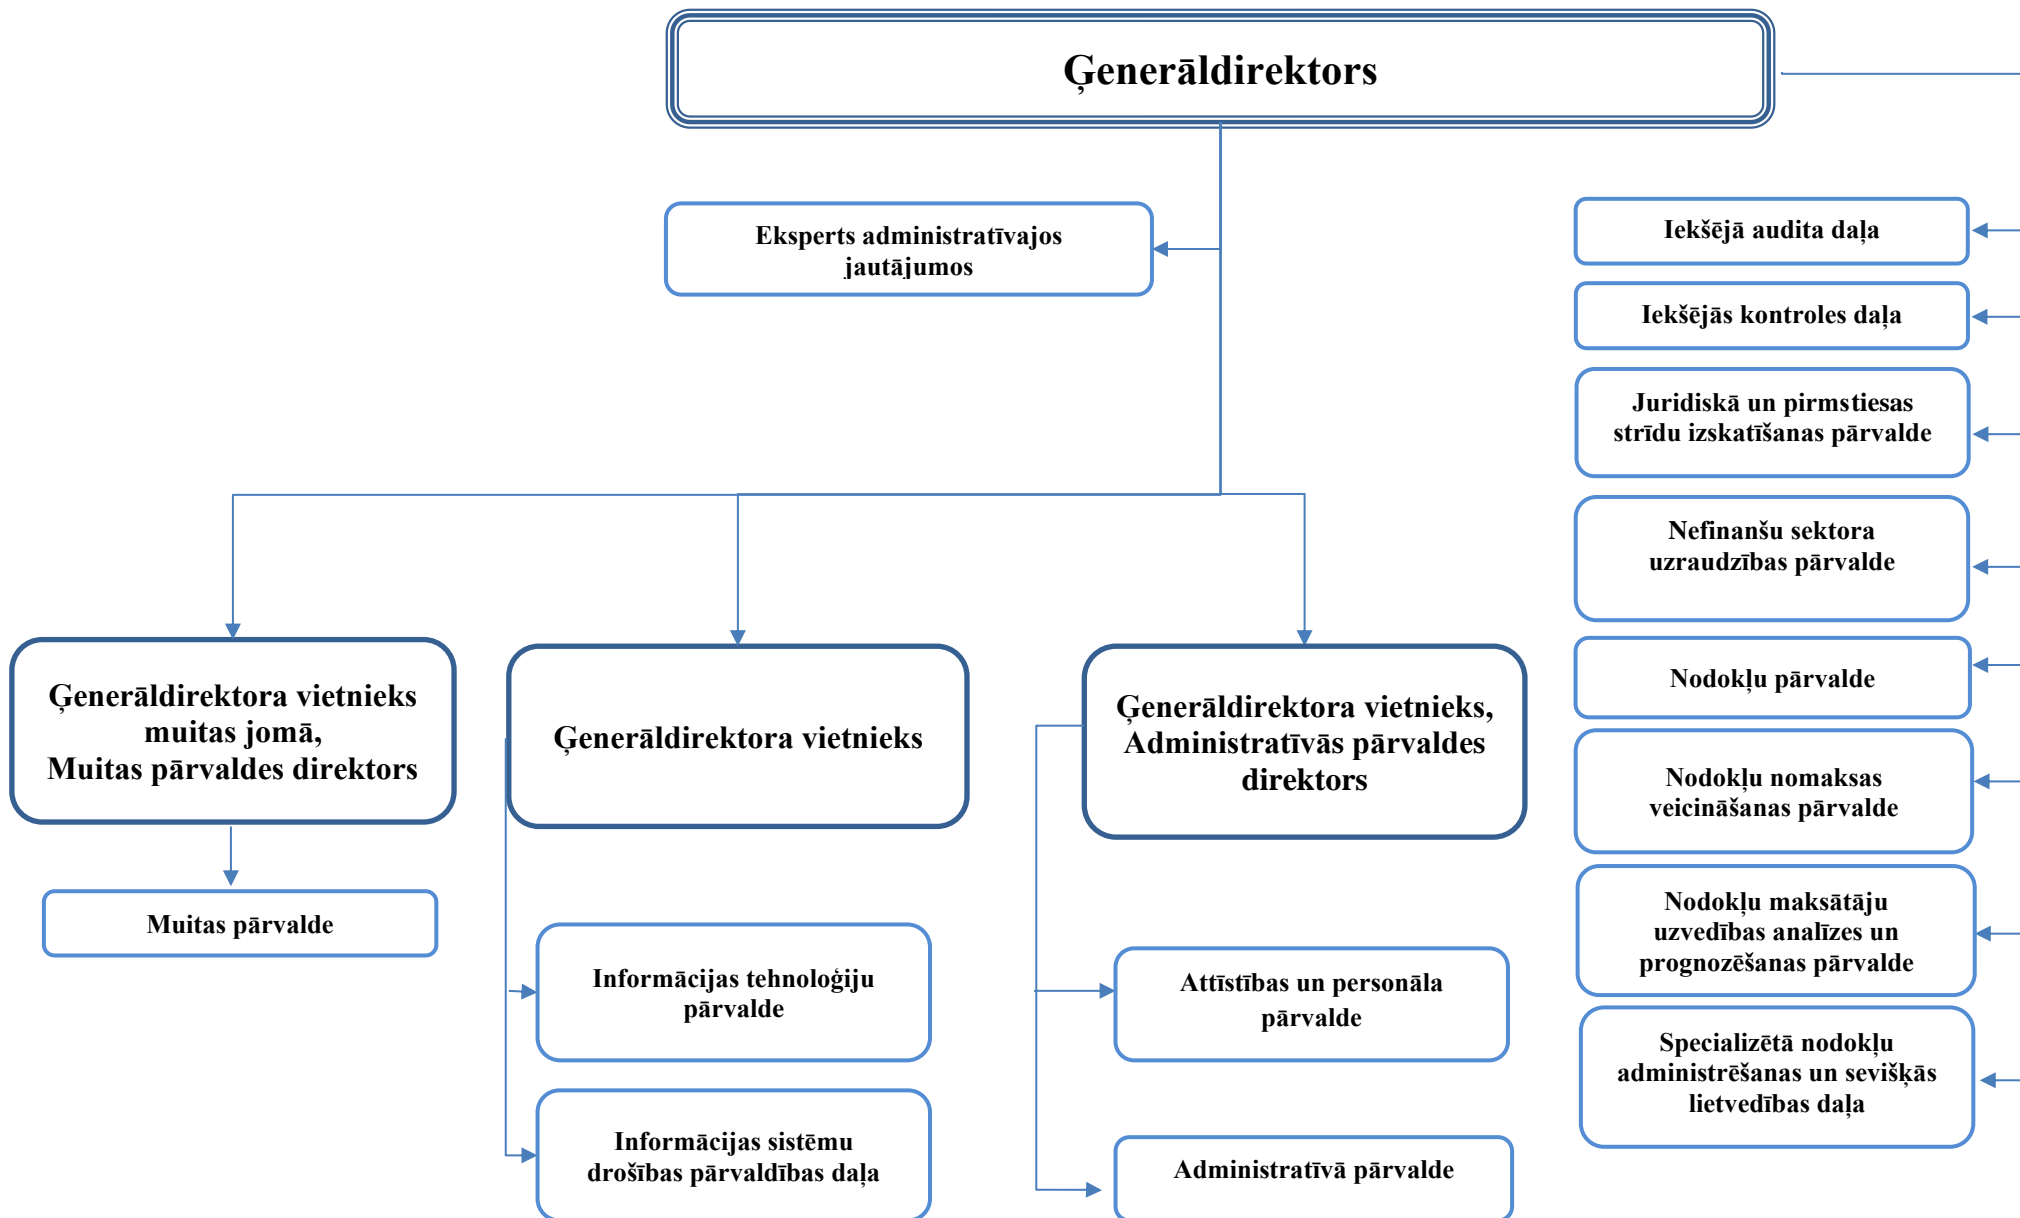 Ģenerāldirektors
Eksperts administratīvajos
jautājumos
Iekšējā audita daļa
Iekšējās kontroles daļa
Juridiskā un pirmstiesas
strīdu izskatīšanas pārvalde
Nefinanšu sektora
uzraudzības pārvalde
Nodokļu pārvalde
Nodokļu nomaksas
veicināšanas pārvalde
Nodokļu maksātāju
uzvedības analīzes un
prognozēšanas pārvalde
Specializētā nodokļu
administrēšanas un sevišķās
lietvedības daļa
Ģenerāldirektora vietnieks
muitas jomā,
Muitas pārvaldes direktors
Muitas pārvalde
Ģenerāldirektora vietnieks
Informācijas tehnoloģiju
pārvalde
Informācijas sistēmu
drošības pārvaldības daļa
Ģenerāldirektora vietnieks,
Administratīvās pārvaldes
direktors
Attīstības un personāla
pārvalde
Administratīvā pārvalde